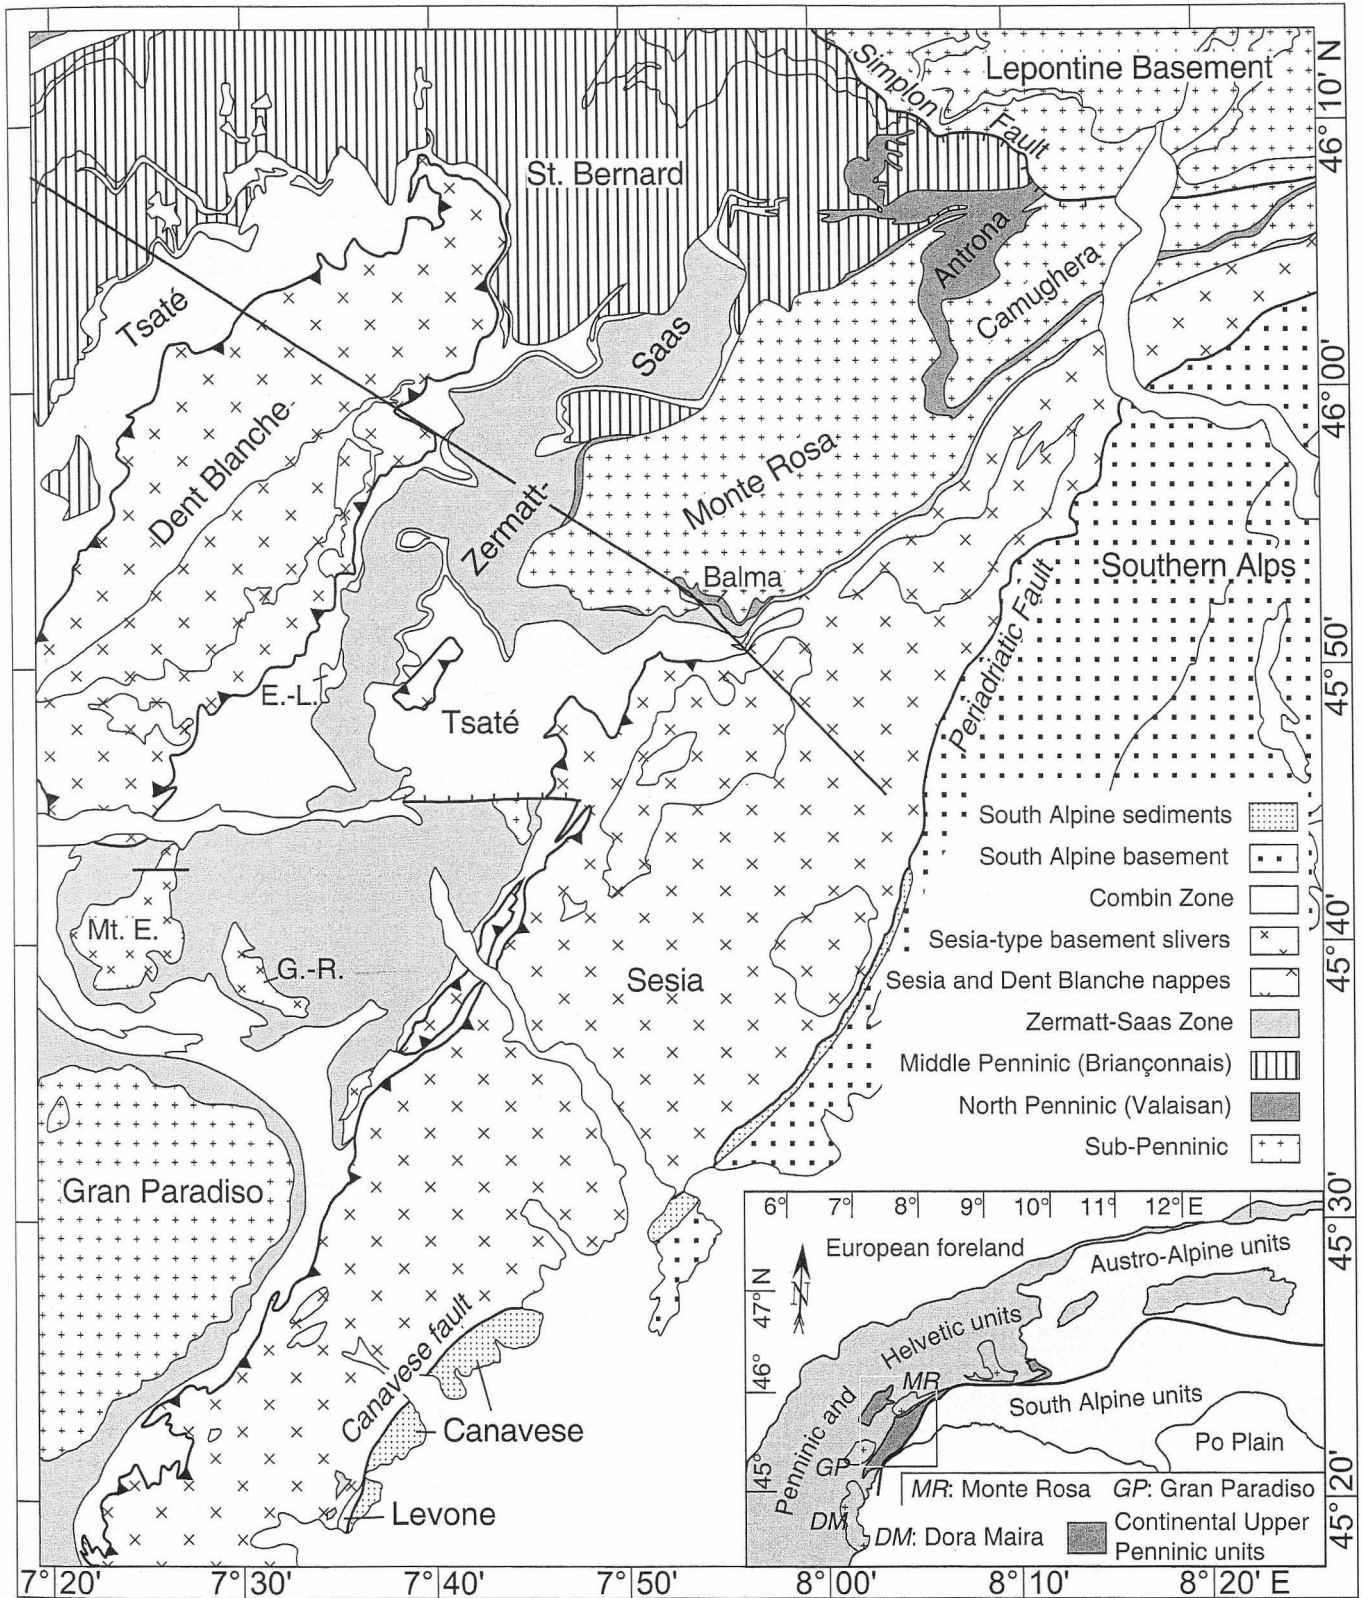 Simplon
Fault
Lepontine Basement
46°10' N
St. Bernard
Antrona
Camughera
Tsaté
Saas
46°00'
Dent Blanche
Monte Rosa
Zermatt-
Balma
Southern Alps
Periadriatic Fault
45°50'
E.-L.
Tsaté
South Alpine sediments
South Alpine basement
Combin Zone
Mt. E.
Sesia-type basement slivers
45°40'
G.-R.
Sesia
Sesia and Dent Blanche nappes
Zermatt-Saas Zone
Middle Penninic (Briançonnais)
North Penninic (Valaisan)
Sub-Penninic
Gran Paradiso
45°30'
6° 7° 8° 9° 10° 11° 12°E
European foreland
Austro-Alpine units
47° N
N
Helvetic units
46°
MR
South Alpine units
Canavese fault
Penninic and
Po Plain
Canavese
GP
45°
45°20'
MR: Monte Rosa GP: Gran Paradiso
DM
DM: Dora Maira
Continental Upper
Penninic units
Levone
7°20' 7°30' 7°40' 7°50' 8°00' 8°10' 8°20' E